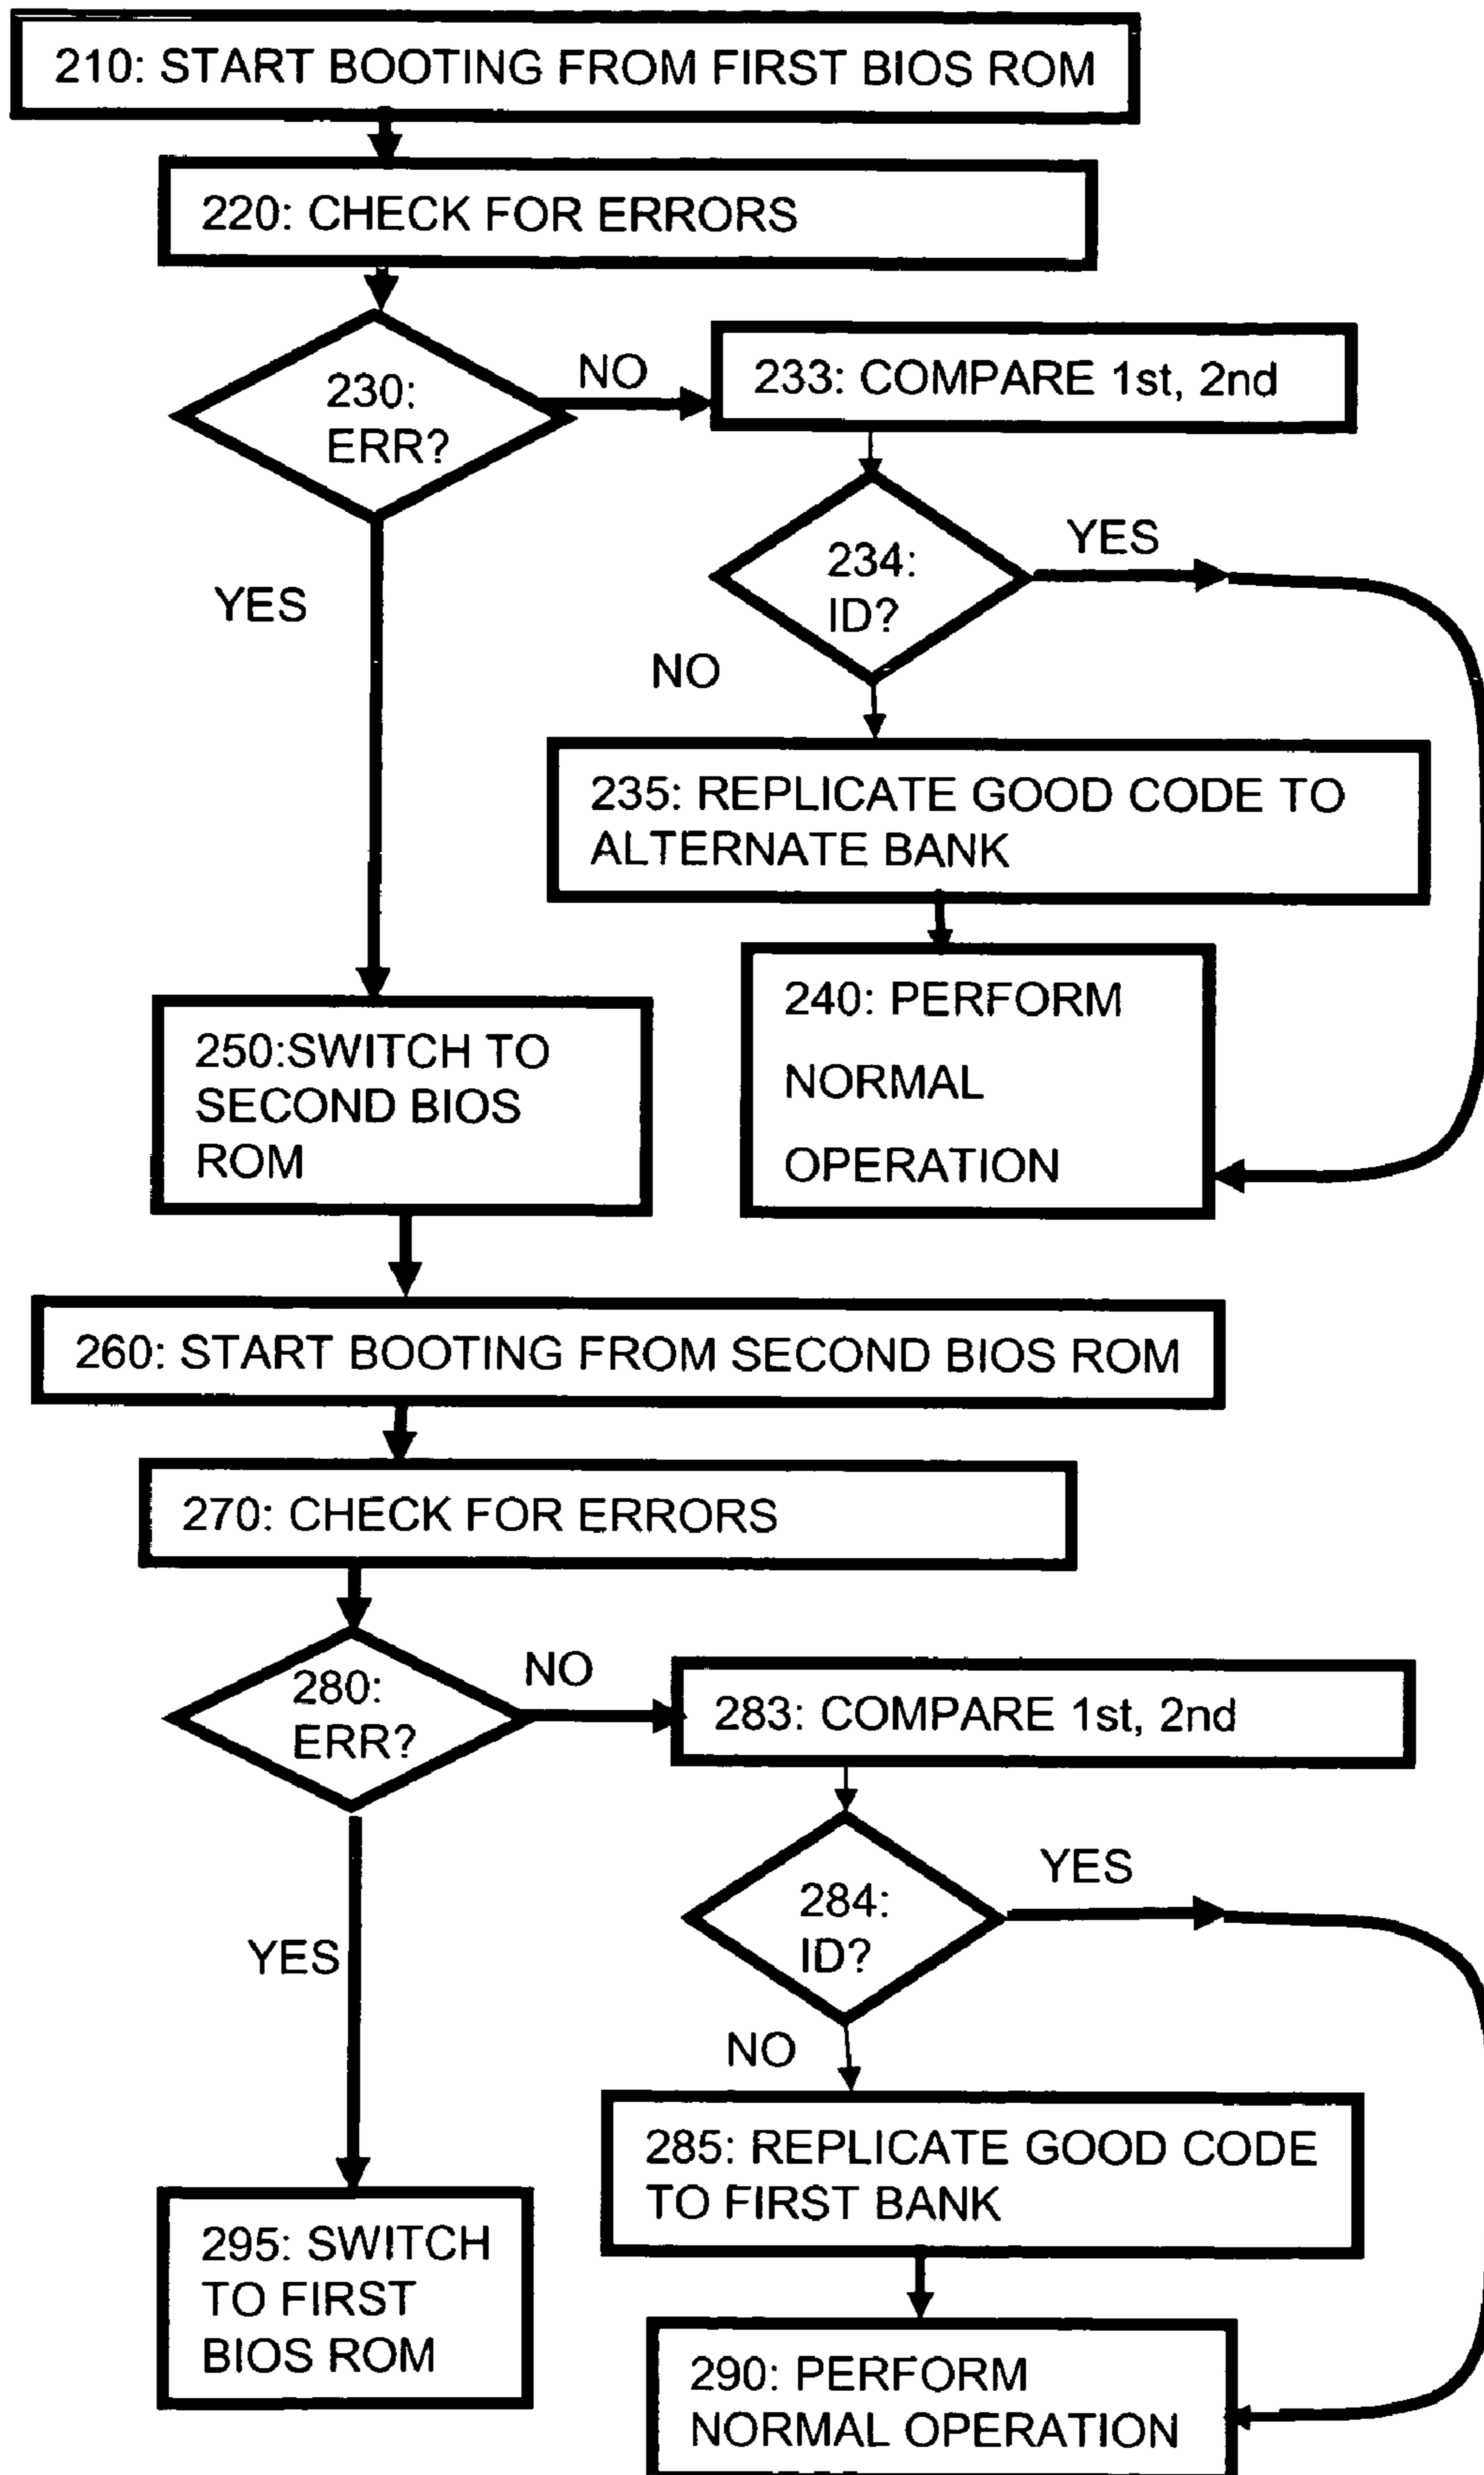 210: START BOOTING FROM FIRST BIOS ROM
220: CHECK FOR ERRORS
230:
ERR?
NO
233: COMPARE 1st, 2nd
234:
ID?
YES
YES
NO
235: REPLICATE GOOD CODE TO
ALTERNATE BANK
240: PERFORM
NORMAL
OPERATION
250:SWITCH TO
SECOND BIOS
ROM
260: START BOOTING FROM SECOND BIOS ROM
270: CHECK FOR ERRORS
280:
ERR?
NO
283: COMPARE 1st, 2nd
284:
ID?
YES
YES
NO
285: REPLICATE GOOD CODE
TO FIRST BANK
295: SWITCH
TO FIRST
BIOS ROM
290: PERFORM
NORMAL OPERATION